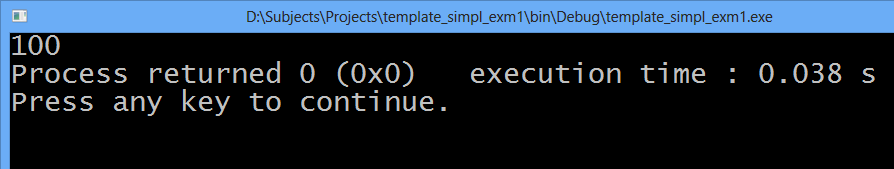 D:\Subjects\Projects\template_simpl_exm1\bin\Debug\template_simpl_exm1.exe
100
Process returned 0 (0x0)   execution time : 0.038 s
Press any key to continue.